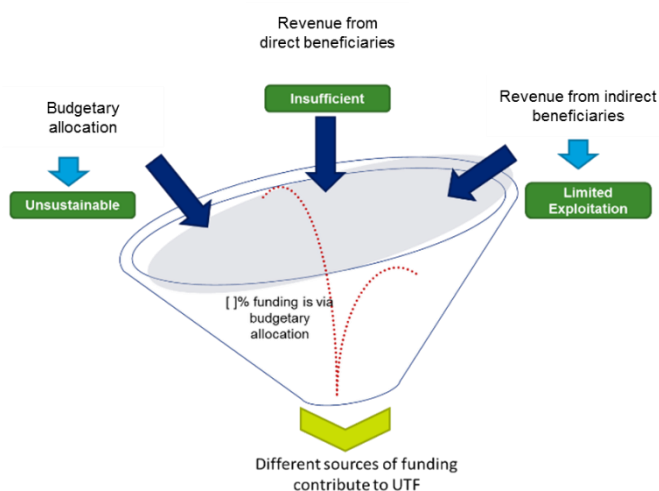 Revenue from
direct beneficiaries
Insufficient
Budgetary
allocation
Unsustainable
Revenue from indirect
beneficiaries
Limited
Exploitation
[ ]% funding is via
budgetary
allocation
Different sources of funding
contribute to UTF